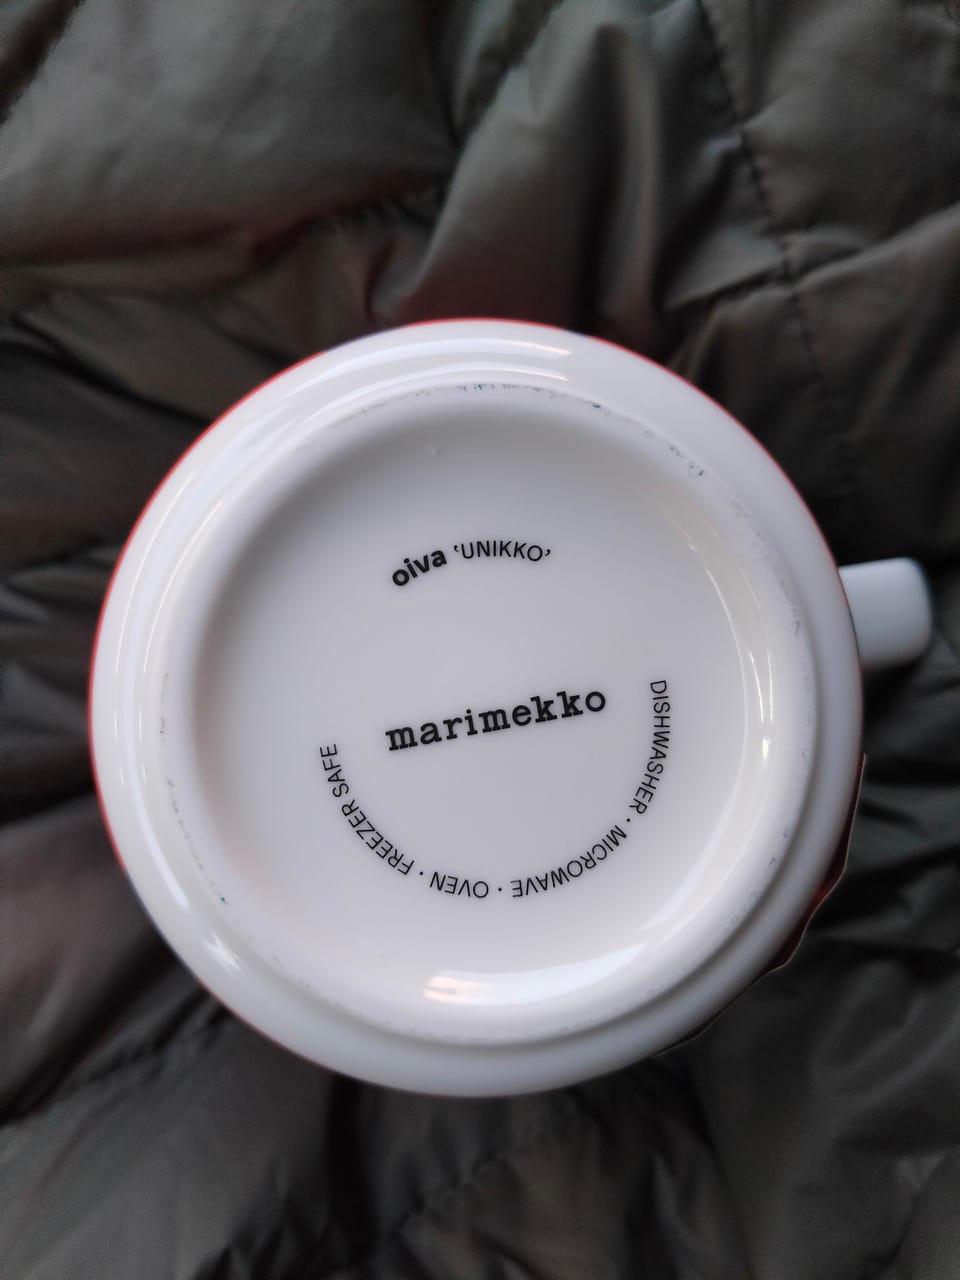 oiva ‘UNIKKO’
marimekko
DISHWASHER · MICROWAVE · OVEN · FREEZER SAFE